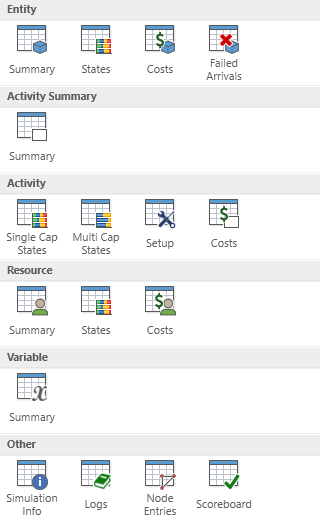 Entity
Summary States Costs Failed
Arrivals
Activity Summary
Summary
Activity
Single Cap Multi Cap Setup Costs
States States
Resource
Summary States Costs
Variable
x
Summary
Other
Simulation Logs Node Scoreboard
Info Entries